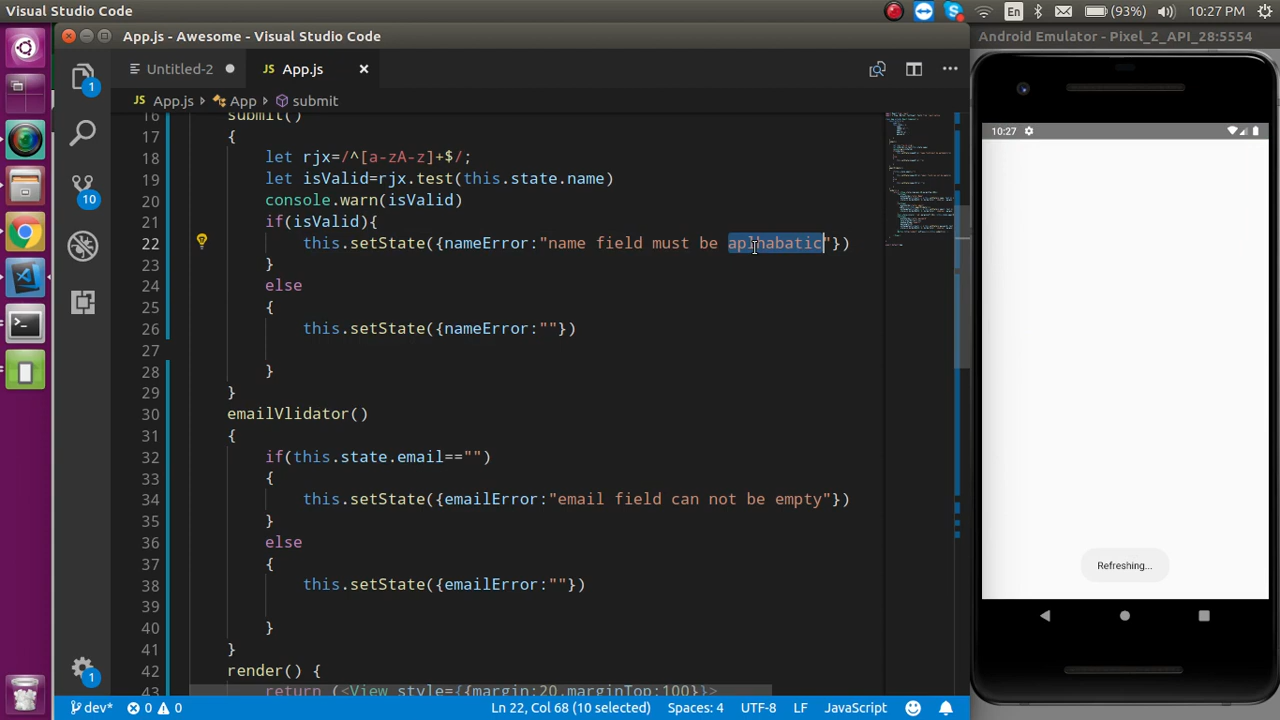 Visual Studio Code
En
(93%)
10:27 PM
App.js - Awesome - Visual Studio Code
Android Emulator - Pixel_2_API_28:5554
Untitled-2
JS App.js
JS App.js > App > submit
1
10
1
16 submit()
17 {
18 let rjx=/^[a-zA-z]+$/;
19 let isValid=rjx.test(this.state.name)
20 console.warn(isValid)
21 if(isValid){
22 this.setState({nameError:"name field must be aplhabatic"})
23 }
24 else
25 {
26 this.setState({nameError:""})
27
28 }
29 }
30 emailVlidator()
31 {
32 if(this.state.email=="")
33 {
34 this.setState({emailError:"email field can not be empty"})
35 }
36 else
37 {
38 this.setState({emailError:""})
39
40 }
41 }
42 render() {
43 return (<View style={{margin:20,marginTop:100}}>
10:27
Refreshing...
dev* 0 0
Ln 22, Col 68 (10 selected)
Spaces: 4
UTF-8
LF
JavaScript